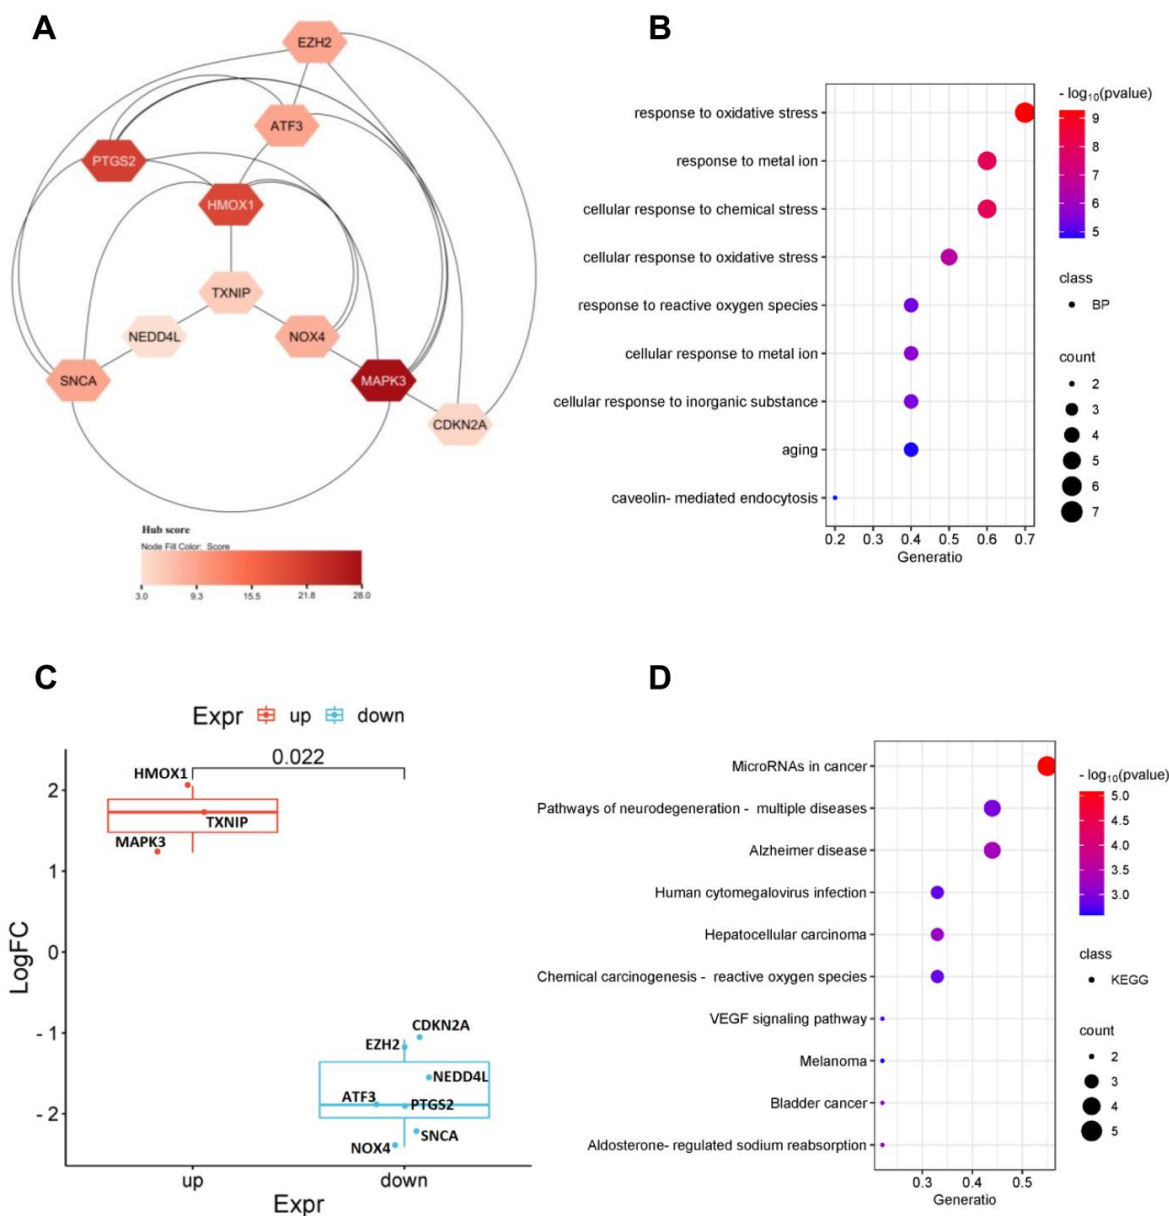 A
EZH2
ATF3
PTGS2
HMOX1
TXNIP
NEDD4L
NOX4
SNCA
MAPK3
CDKN2A
Hub score
Node Fill Color: Score
3.0 9.3 15.5 21.8 28.0
B
response to oxidative stress
response to metal ion
cellular response to chemical stress
cellular response to oxidative stress
response to reactive oxygen species
cellular response to metal ion
cellular response to inorganic substance
aging
caveolin- mediated endocytosis
0.2 0.3 0.4 0.5 0.6 0.7
Generatio
- log10(pvalue)
9
8
7
6
5
class
BP
count
2
3
4
5
6
7
C
Expr up down
0.022
HMOX1
TXNIP
MAPK3
CDKN2A
EZH2
NEDD4L
ATF3
PTGS2
SNCA
NOX4
2
1
0
- 1
- 2
LogFC
up down
Expr
D
MicroRNAs in cancer
Pathways of neurodegeneration - multiple diseases
Alzheimer disease
Human cytomegalovirus infection
Hepatocellular carcinoma
Chemical carcinogenesis - reactive oxygen species
VEGF signaling pathway
Melanoma
Bladder cancer
Aldosterone- regulated sodium reabsorption
0.3 0.4 0.5
Generatio
- log10(pvalue)
5.0
4.5
4.0
3.5
3.0
class
KEGG
count
2
3
4
5